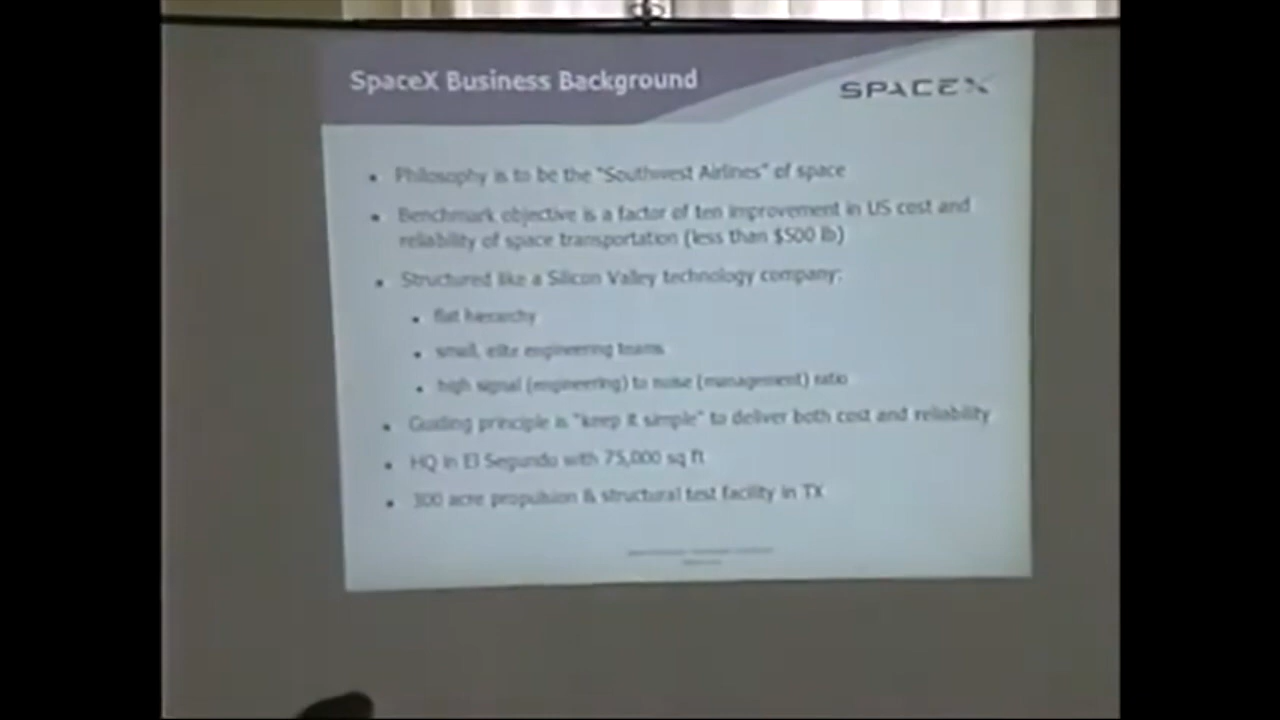 SpaceX Business Background
SPACEX
• Philosophy is to be the "Southwest Airlines" of space
• Benchmark objective is a factor of ten improvement in US cost and
reliability of space transportation (less than $500 lb)
• Structured like a Silicon Valley technology company:
• flat hierarchy
• small, elite engineering teams
• high signal (engineering) to noise (management) ratio
• Guiding principle is "keep it simple" to deliver both cost and reliability
• HQ in El Segundo with 75,000 sq ft
• 300 acre propulsion & structural test facility in TX